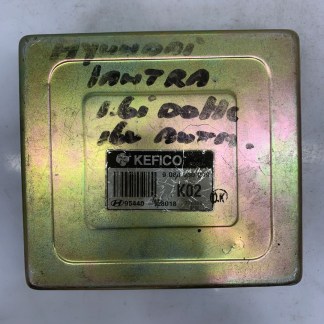 HYUNDAI
LANTRA
1.6i DOHC
16v AUTO.
KEFICO
K02
O.K